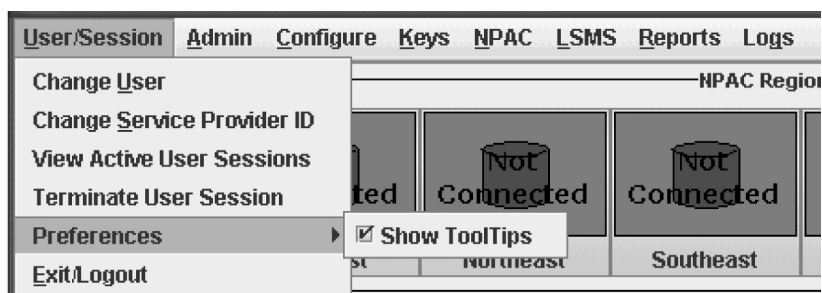 User/Session Admin Configure Keys NPAC LSMS Reports Logs
NPAC Region
Change User
Change Service Provider ID
View Active User Sessions
Terminate User Session
Preferences
Show ToolTips
Exit/Logout
Not Connected
Northeast
Not Connected
Southeast